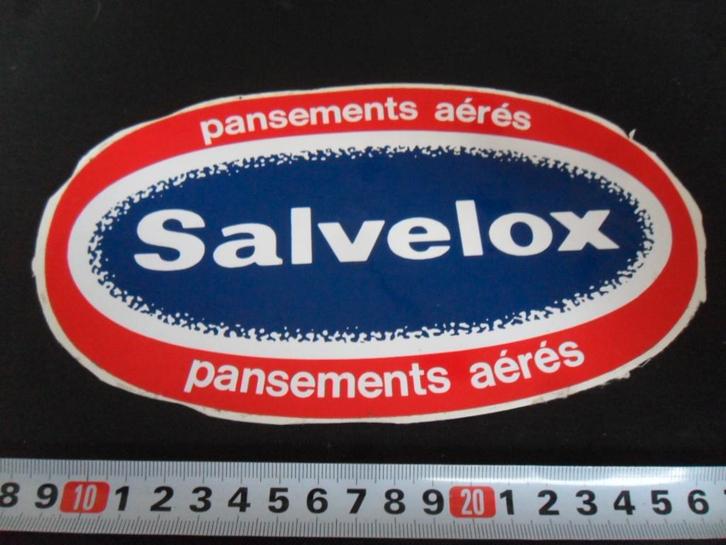 pansements aérés
Salvelox
pansements aérés
8 9 10 1 2 3 4 5 6 7 8 9 20 1 2 3 4 5 6